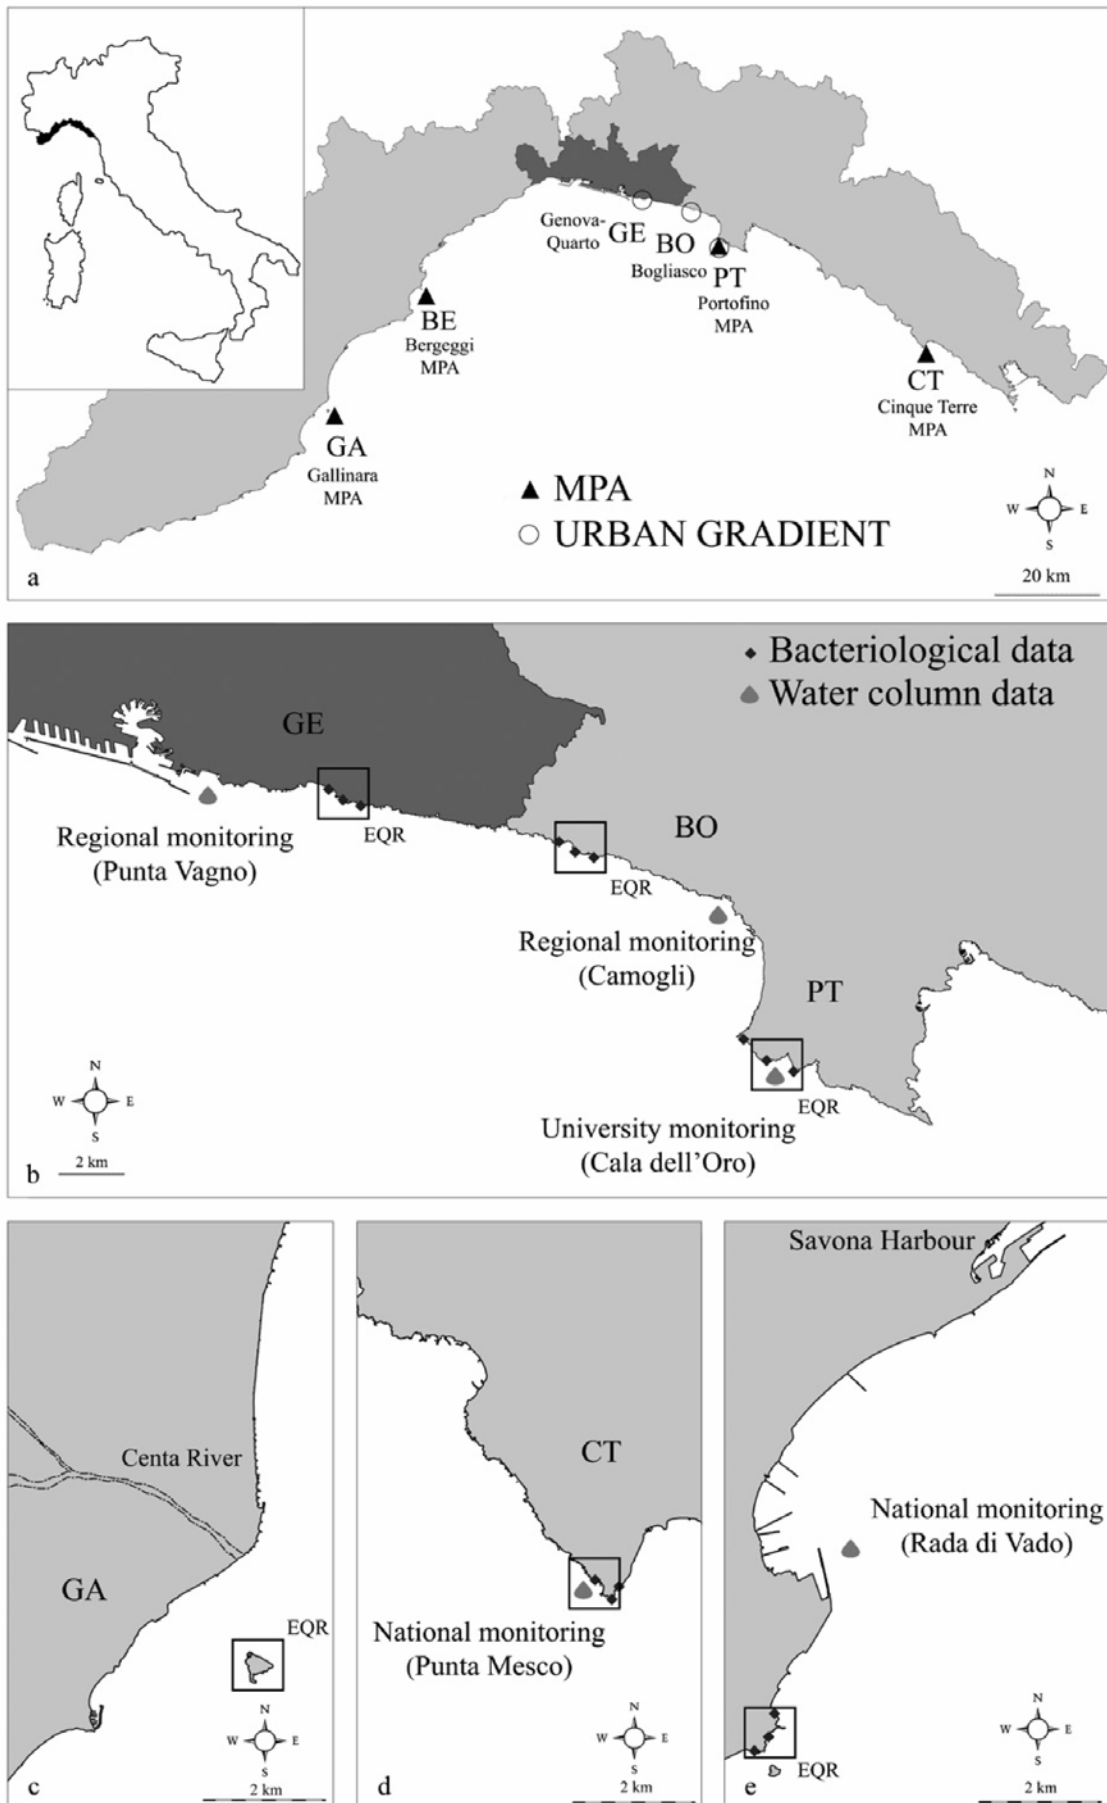 Genova-
Quarto
GE
BO
Bogliasco
PT
Portofino
MPA
BE
Bergeggi
MPA
CT
Cinque Terre
MPA
GA
Gallinara
MPA
▲ MPA
○ URBAN GRADIENT
N
W E
S
20 km
a
Bacteriological data
Water column data
GE
EQR
Regional monitoring
(Punta Vagno)
BO
EQR
Regional monitoring
(Camogli)
PT
EQR
University monitoring
(Cala dell'Oro)
N
W E
S
2 km
b
Centa River
GA
EQR
N
W E
S
2 km
c
CT
National monitoring
(Punta Mesco)
N
W E
S
2 km
d
Savona Harbour
National monitoring
(Rada di Vado)
EQR
N
W E
S
2 km
e